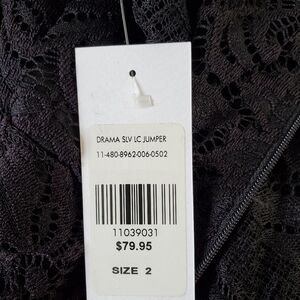 DRAMA SLV LC JUMPER
11-480-8962-006-0502
11039031
$79.95
SIZE 2